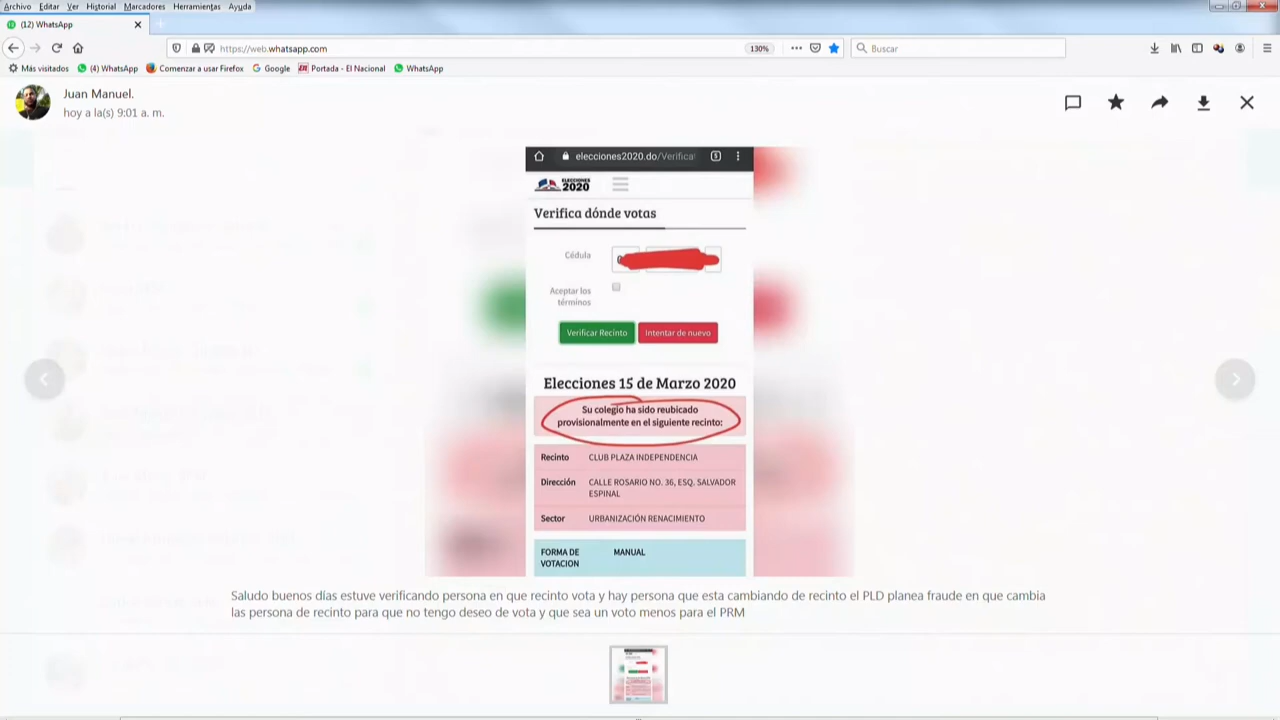 Archivo Editar Ver Historial Marcadores Herramientas Ayuda
(12) WhatsApp
https://web.whatsapp.com
130%
Buscar
Más visitados (4) WhatsApp Comenzar a usar Firefox Google Portada - El Nacional WhatsApp
Juan Manuel.
hoy a la(s) 9:01 a. m.
elecciones2020.do/Verifica
ELECCIONES
2020
Verifica dónde votas
Cédula
Aceptar los
términos
Verificar Recinto Intentar de nuevo
Elecciones 15 de Marzo 2020
Su colegio ha sido reubicado
provisionalmente en el siguiente recinto:
Recinto CLUB PLAZA INDEPENDENCIA
Dirección CALLE ROSARIO NO. 36, ESQ. SALVADOR
ESPINAL
Sector URBANIZACIÓN RENACIMIENTO
FORMA DE MANUAL
VOTACION
Saludo buenos días estuve verificando persona en que recinto vota y hay persona que esta cambiando de recinto el PLD planea fraude en que cambia
las persona de recinto para que no tengo deseo de vota y que sea un voto menos para el PRM